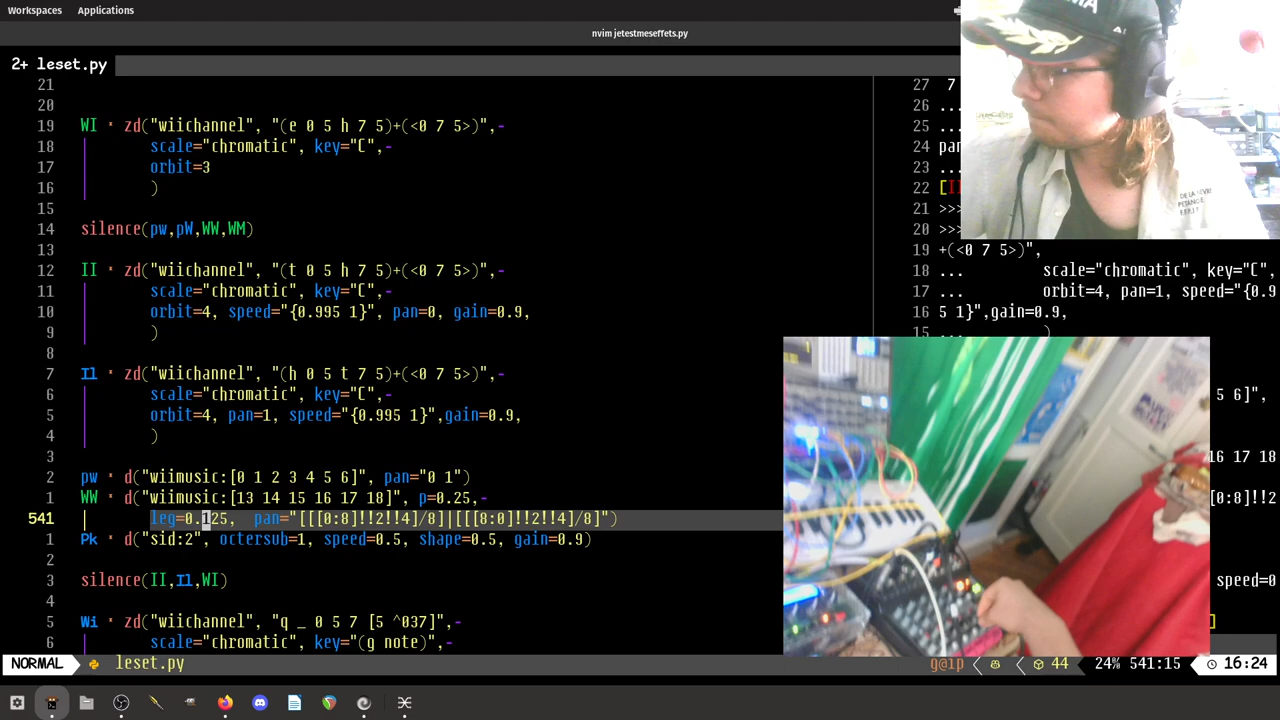 Workspaces Applications
nvim jetestmeseffets.py
2+ leset.py
21
20
19 WI · zd("wiichannel", "(e 0 5 h 7 5)+(<0 7 5>)",-
18 scale="chromatic", key="C",-
17 orbit=3
16 )
15
14 silence(pw,pW,WW,WM)
13
12 II · zd("wiichannel", "(t 0 5 h 7 5)+(<0 7 5>)",-
11 scale="chromatic", key="C",-
10 orbit=4, speed="{0.995 1}", pan=0, gain=0.9,
9 )
8
7 Il · zd("wiichannel", "(h 0 5 t 7 5)+(<0 7 5>)",-
6 scale="chromatic", key="C",-
5 orbit=4, pan=1, speed="{0.995 1}",gain=0.9,
4 )
3
2 pw · d("wiimusic:[0 1 2 3 4 5 6]", pan="0 1")
1 WW · d("wiimusic:[13 14 15 16 17 18]", p=0.25,-
541 leg=0.125, pan="[[[0:8]!!2!!4]/8]|[[[8:0]!!2!!4]/8]")
1 Pk · d("sid:2", octersub=1, speed=0.5, shape=0.5, gain=0.9)
2
3 silence(II,Il,WI)
4
5 Wi · zd("wiichannel", "q _ 0 5 7 [5 ^037]",-
6 scale="chromatic", key="(g note)",-
27 7
26 ...
25 ...
24 pan
23 ...
22 [
21 >>>
20 >>>
19 +(<0 7 5>)",
18 ... scale="chromatic", key="C",
17 ... orbit=4, pan=1, speed="{0.9
16 5 1}",gain=0.9,
15 ... )
5 6]",
16 17 18
[0:8]!!2
speed=0
]
DE LA
PETANQUE
NORMAL leset.py g@lp 44 24% 541:15 16:24